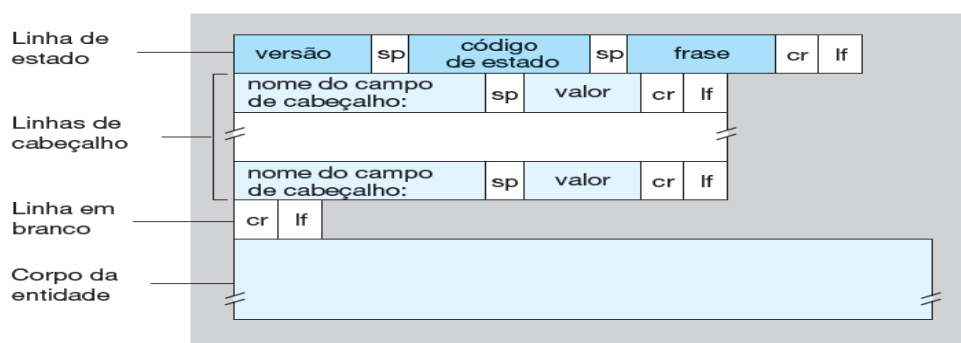 Linha de
estado
versão sp código
de estado sp frase cr lf
Linhas de
cabeçalho
nome do campo
de cabeçalho: sp valor cr lf
nome do campo
de cabeçalho: sp valor cr lf
Linha em
branco
cr lf
Corpo da
entidade